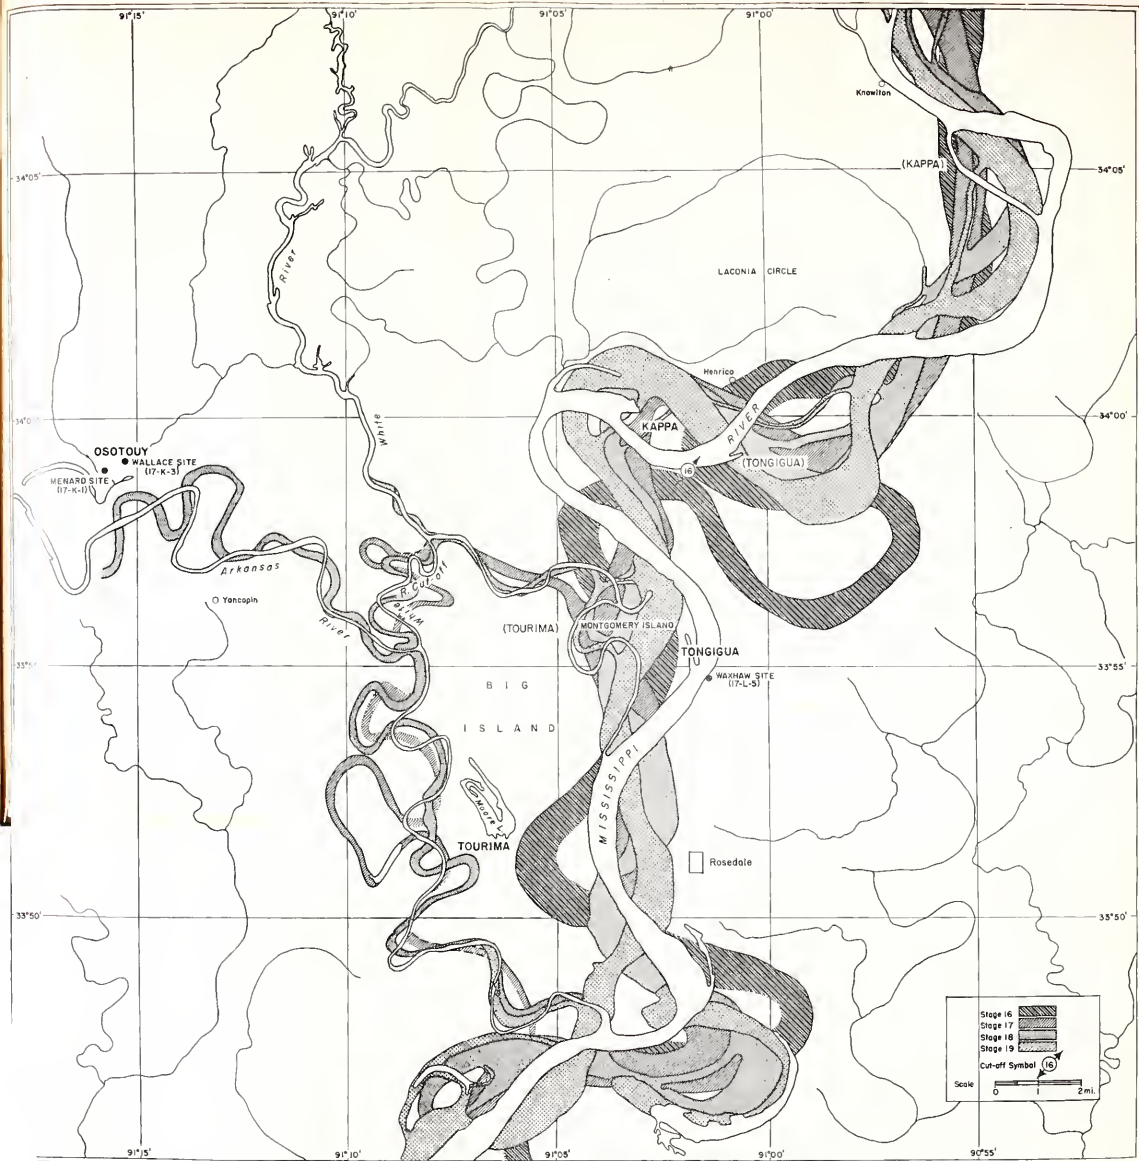 91°15'
91°10'
91°05'
91°00'
Knowlton
(KAPPA)
34°05'
34°05'
River
LACONIA CIRCLE
Henrico
White
RIVER
34°00'
34°00'
KAPPA
OSOTOUY
WALLACE SITE
(17-K-3)
MENARD SITE
(17-K-1)
(TONGIGUA)
16
Arkansas
River
R. Cut-off
White
Yancopin
(TOURIMA)
MONTGOMERY ISLAND
TONGIGUA
33°55'
WAXHAW SITE
(17-L-5)
BIG
ISLAND
MISSISSIPPI
Moore L.
TOURIMA
Rosedale
33°50'
33°50'
Stage 16
Stage 17
Stage 18
Stage 19
Cut-off Symbol 16
Scale
0 1 2 mi.
91°10'
91°05'
91°00'
90°55'